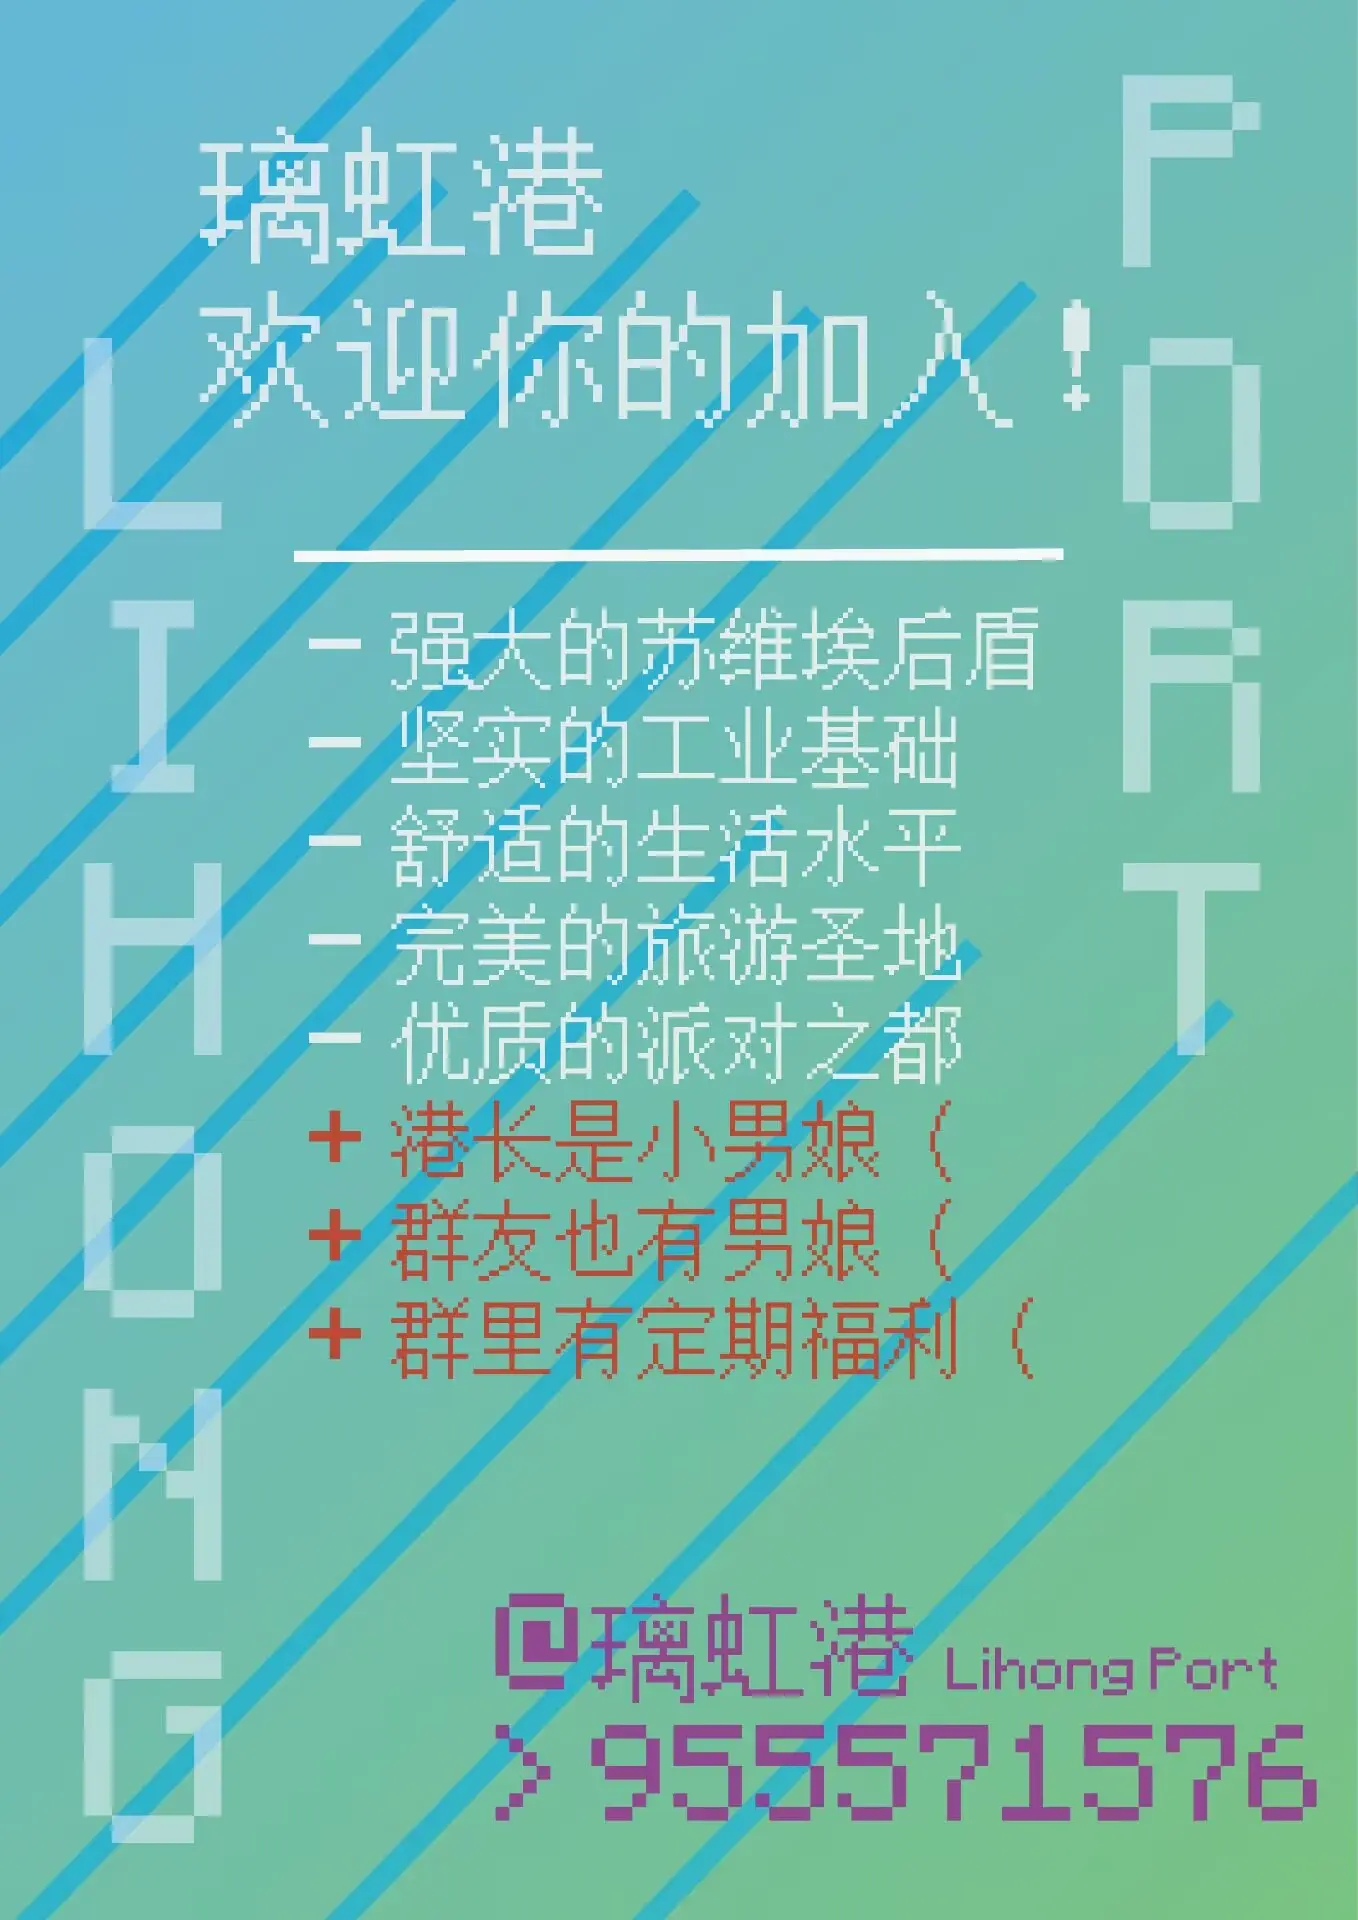 璃虹港
欢迎你的加入！
LIHONG
PORT
- 强大的苏维埃后盾
- 坚实的工业基础
- 舒适的生活水平
- 完美的旅游圣地
- 优质的派对之都
+ 港长是小男娘（
+ 群友也有男娘（
+ 群里有定期福利（
@璃虹港 Lihong Port
>955571576